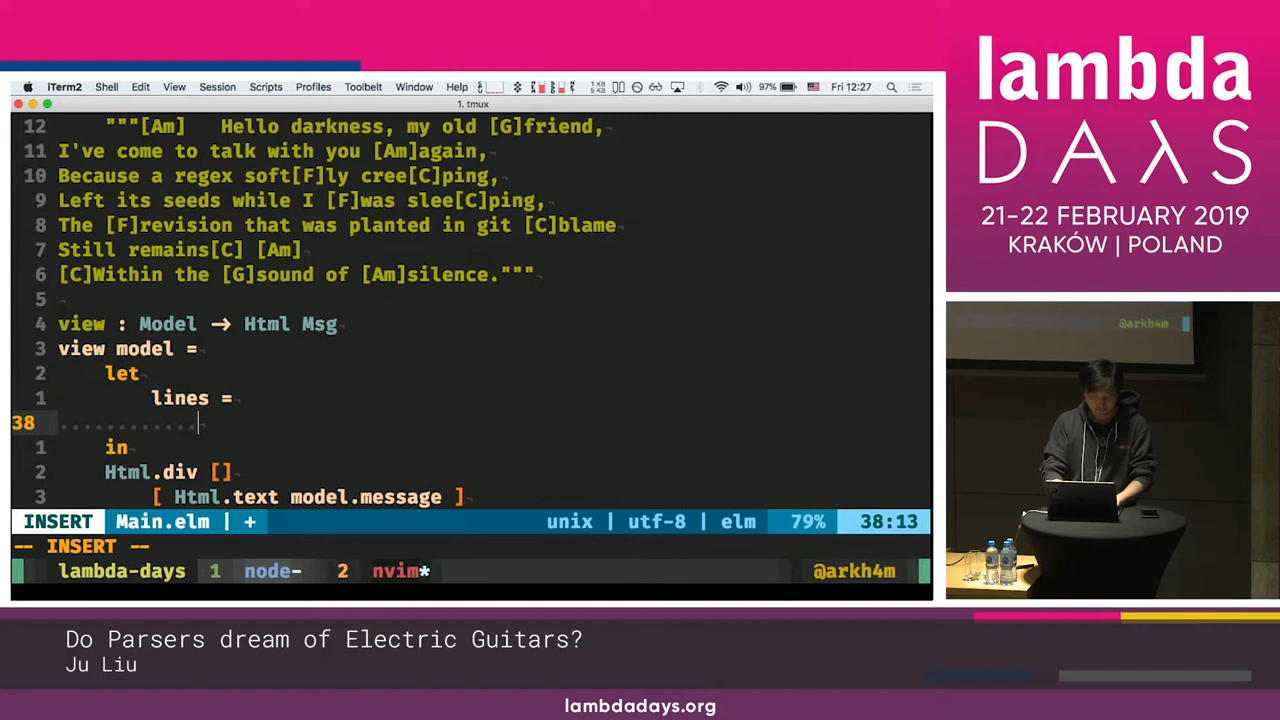 lambda
DAYS
21–22 FEBRUARY 2019
KRAKÓW | POLAND
iTerm2 Shell Edit View Session Scripts Profiles Toolbelt Window Help 97% Fri 12:27
1. tmux
12 """[Am] Hello darkness, my old [G]friend,
11 I've come to talk with you [Am]again,
10 Because a regex soft[F]ly cree[C]ping,
9 Left its seeds while I [F]was slee[C]ping,
8 The [F]revision that was planted in git [C]blame
7 Still remains[C] [Am]
6 [C]Within the [G]sound of [Am]silence."""
5
4 view : Model → Html Msg
3 view model =
2 let
1 lines =
38
1 in
2 Html.div []
3 [ Html.text model.message ]
INSERT Main.elm | + unix | utf-8 | elm 79% 38:13
-- INSERT --
lambda-days 1 node- 2 nvim* @arkh4m
@arkh4m
Do Parsers dream of Electric Guitars?
Ju Liu
lambdadays.org